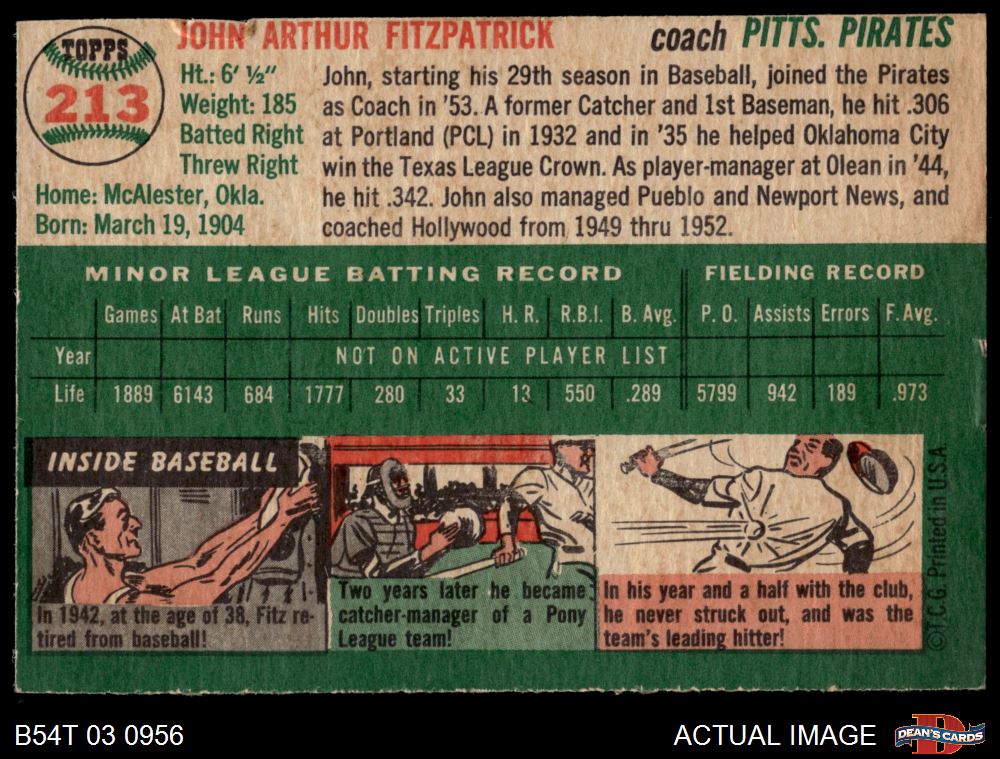 TOPPS
213
JOHN ARTHUR FITZPATRICK
coach PITTS. PIRATES
Ht.: 6' ½"
Weight: 185
Batted Right
Threw Right
Home: McAlester, Okla.
Born: March 19, 1904
John, starting his 29th season in Baseball, joined the Pirates
as Coach in '53. A former Catcher and 1st Baseman, he hit .306
at Portland (PCL) in 1932 and in '35 he helped Oklahoma City
win the Texas League Crown. As player-manager at Olean in '44,
he hit .342. John also managed Pueblo and Newport News, and
coached Hollywood from 1949 thru 1952.
MINOR LEAGUE BATTING RECORD FIELDING RECORD
Games At Bat Runs Hits Doubles Triples H. R. R.B.I. B. Avg. P. O. Assists Errors F. Avg.
Year NOT ON ACTIVE PLAYER LIST
Life 1889 6143 684 1777 280 33 13 550 .289 5799 942 189 .973
INSIDE BASEBALL
In 1942, at the age of 38, Fitz re-
tired from baseball!
Two years later he became
catcher-manager of a Pony
League team!
In his year and a half with the club,
he never struck out, and was the
team's leading hitter!
©T.C.G. Printed in U.S.A.
B54T 03 0956
ACTUAL IMAGE
D
DEAN'S CARDS